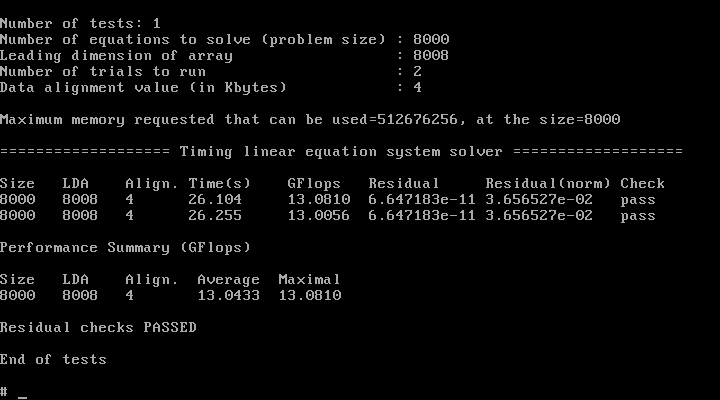 Number of tests: 1
Number of equations to solve (problem size) : 8000
Leading dimension of array                  : 8008
Number of trials to run                     : 2
Data alignment value (in Kbytes)            : 4
Maximum memory requested that can be used=512676256, at the size=8000
=================== Timing linear equation system solver ===================
Size   LDA    Align. Time(s)    GFlops   Residual     Residual(norm) Check
8000   8008   4      26.104     13.0810  6.647183e-11 3.656527e-02   pass
8000   8008   4      26.255     13.0056  6.647183e-11 3.656527e-02   pass
Performance Summary (GFlops)
Size   LDA    Align.  Average  Maximal
8000   8008   4       13.0433  13.0810
Residual checks PASSED
End of tests
# _